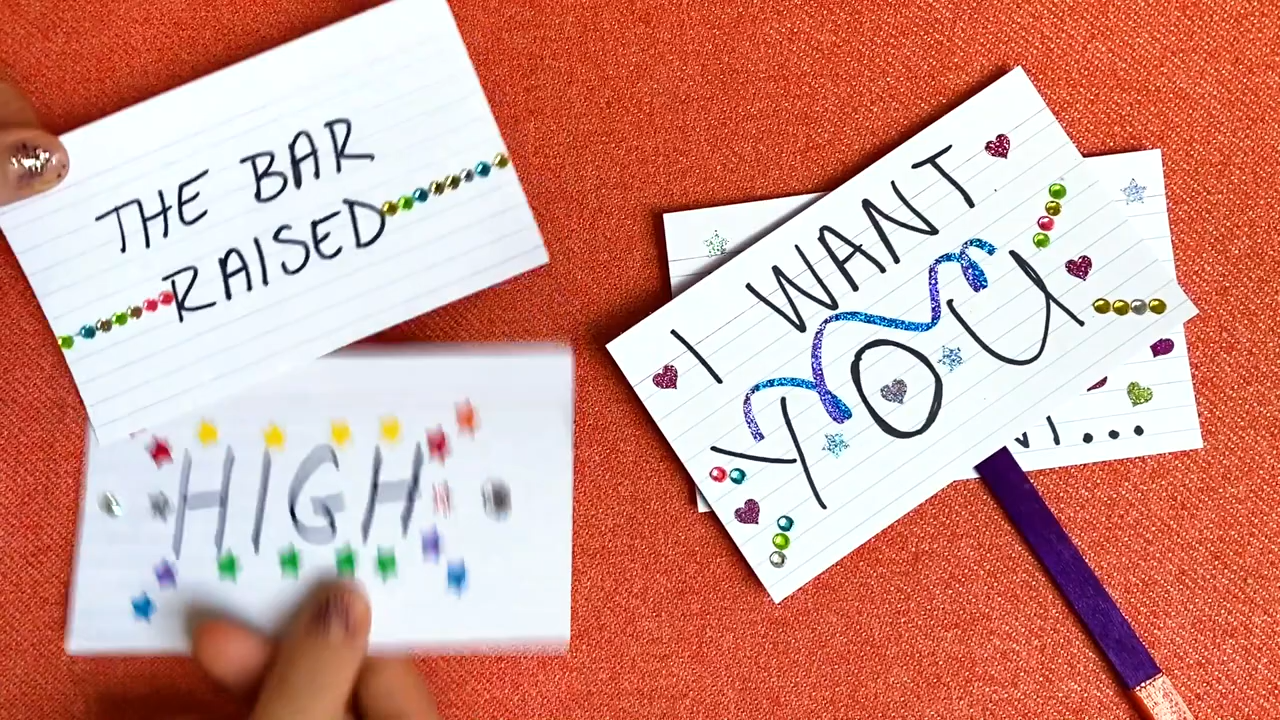 THE BAR
RAISED
HIGH
I WANT
YOU